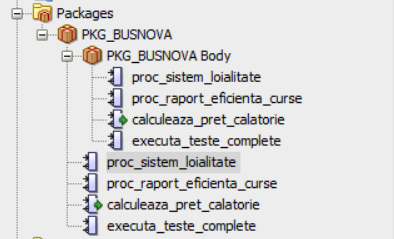 Packages
PKG_BUSNOVA
PKG_BUSNOVA Body
proc_sistem_loialitate
proc_raport_eficienta_curse
calculeaza_pret_calatorie
executa_teste_complete
proc_sistem_loialitate
proc_raport_eficienta_curse
calculeaza_pret_calatorie
executa_teste_complete